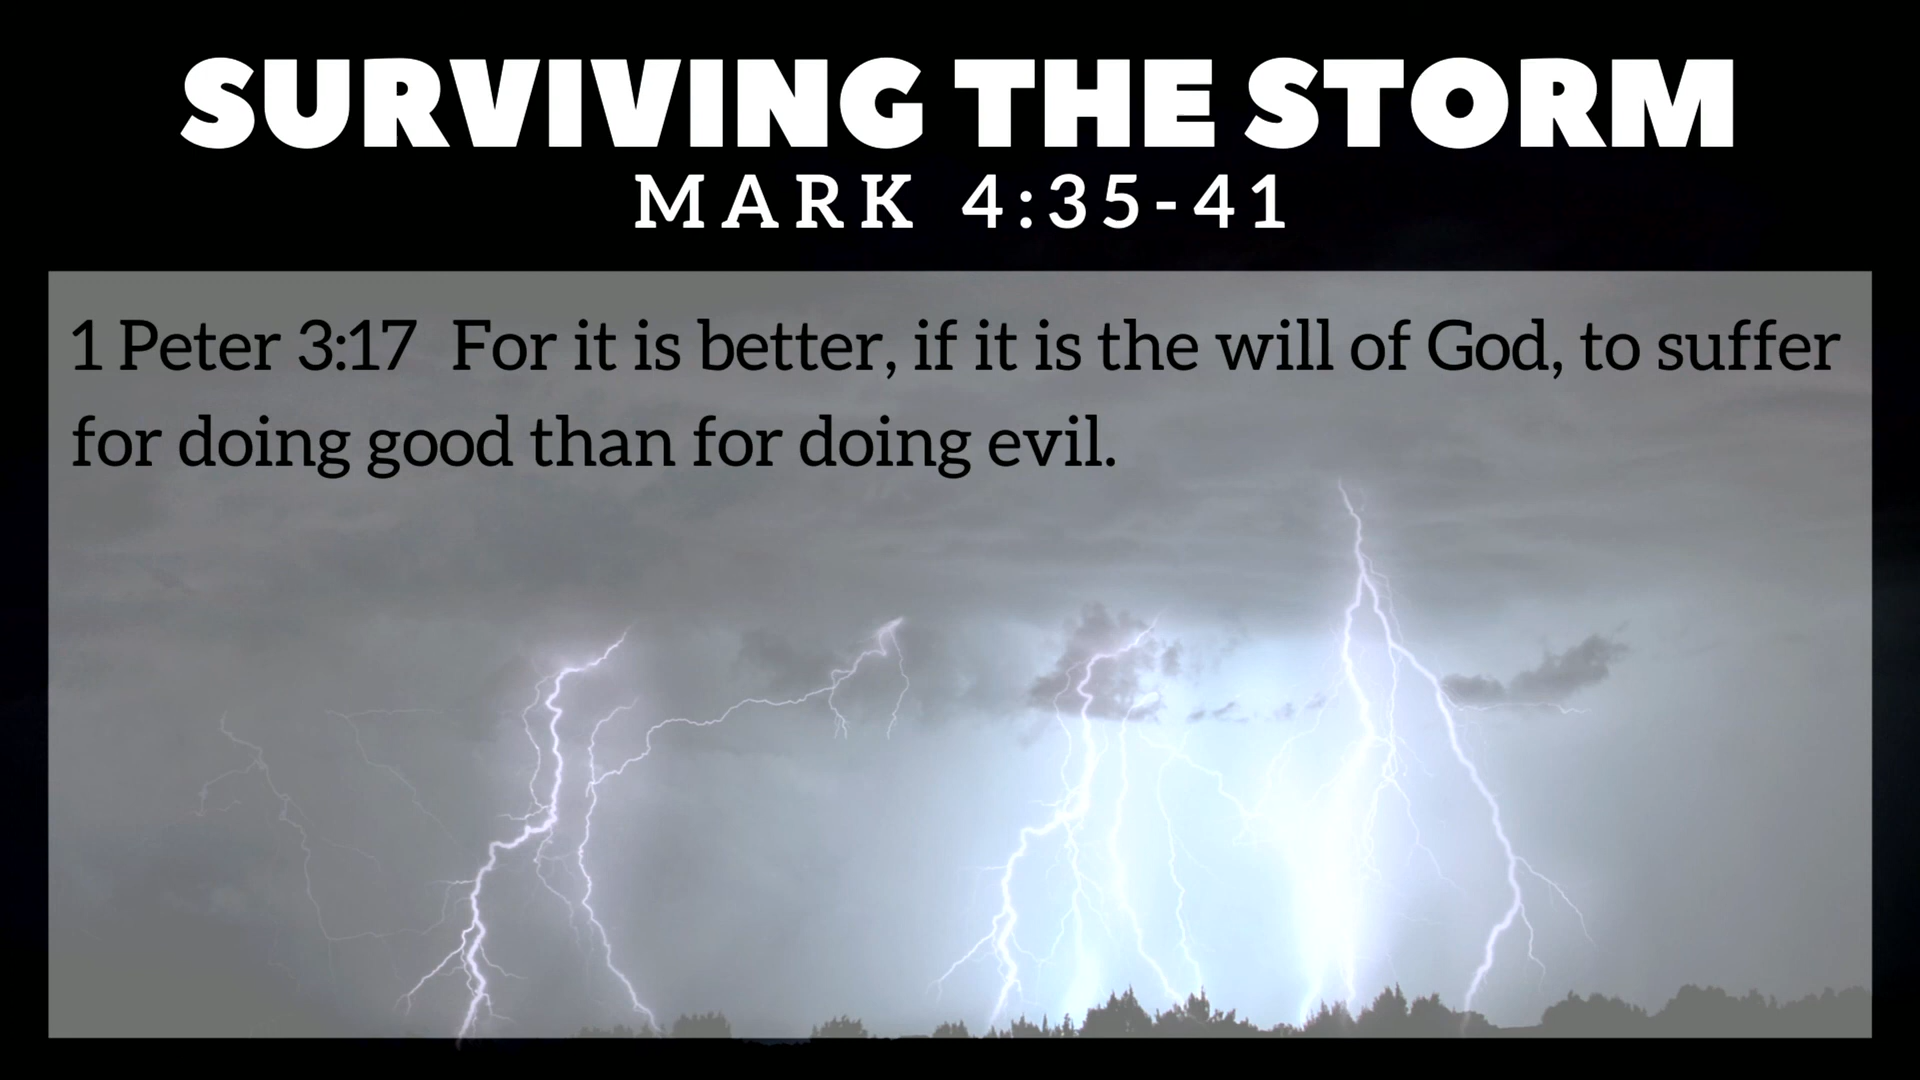 SURVIVING THE STORM
MARK 4:35-41
1 Peter 3:17  For it is better, if it is the will of God, to suffer
for doing good than for doing evil.